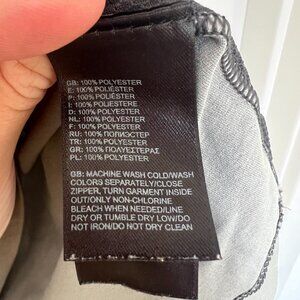 GB: 100% POLYESTER
E: 100% POLIÉSTER
P: 100% POLIÉSTER
I: 100% POLIESTERE
D: 100% POLYESTER
NL: 100% POLYESTER
F: 100% POLYESTER
RU: 100% ПОЛИЭСТЕР
TR: 100% POLYESTER
GR: 100% ΠΟΛΥΕΣΤΕΡΑΣ
PL: 100% POLYESTER
GB: MACHINE WASH COLD/WASH
COLORS SEPARATELY/CLOSE
ZIPPER, TURN GARMENT INSIDE
OUT/ONLY NON-CHLORINE
BLEACH WHEN NEEDED/LINE
DRY OR TUMBLE DRY LOW/DO
NOT IRON/DO NOT DRY CLEAN